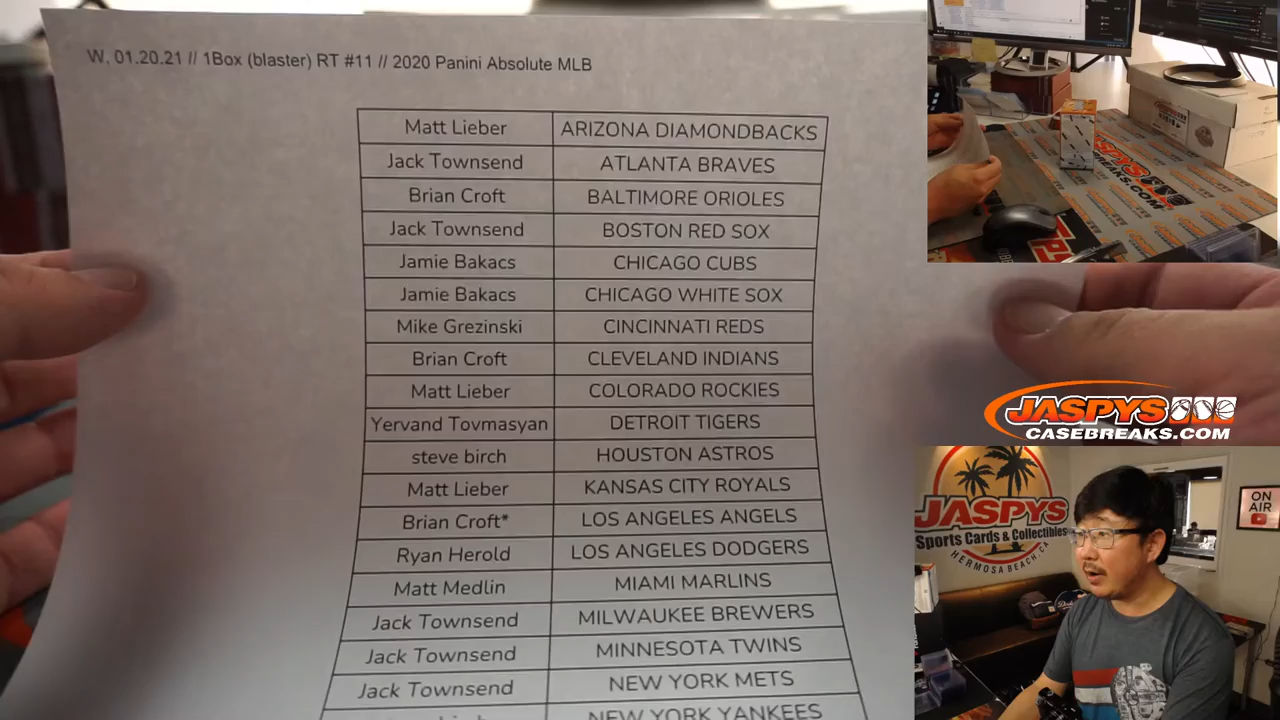 W, 01.20.21 // 1Box (blaster) RT #11 // 2020 Panini Absolute MLB
Matt Lieber ARIZONA DIAMONDBACKS
Jack Townsend ATLANTA BRAVES
Brian Croft BALTIMORE ORIOLES
Jack Townsend BOSTON RED SOX
Jamie Bakacs CHICAGO CUBS
Jamie Bakacs CHICAGO WHITE SOX
Mike Grezinski CINCINNATI REDS
Brian Croft CLEVELAND INDIANS
Matt Lieber COLORADO ROCKIES
Yervand Tovmasyan DETROIT TIGERS
steve birch HOUSTON ASTROS
Matt Lieber KANSAS CITY ROYALS
Brian Croft* LOS ANGELES ANGELS
Ryan Herold LOS ANGELES DODGERS
Matt Medlin MIAMI MARLINS
Jack Townsend MILWAUKEE BREWERS
Jack Townsend MINNESOTA TWINS
Jack Townsend NEW YORK METS
NEW YORK YANKEES
JASPYS
CASEBREAKS.COM
JASPYS
Sports Cards & Collectibles
HERMOSA BEACH, CA
ON
AIR